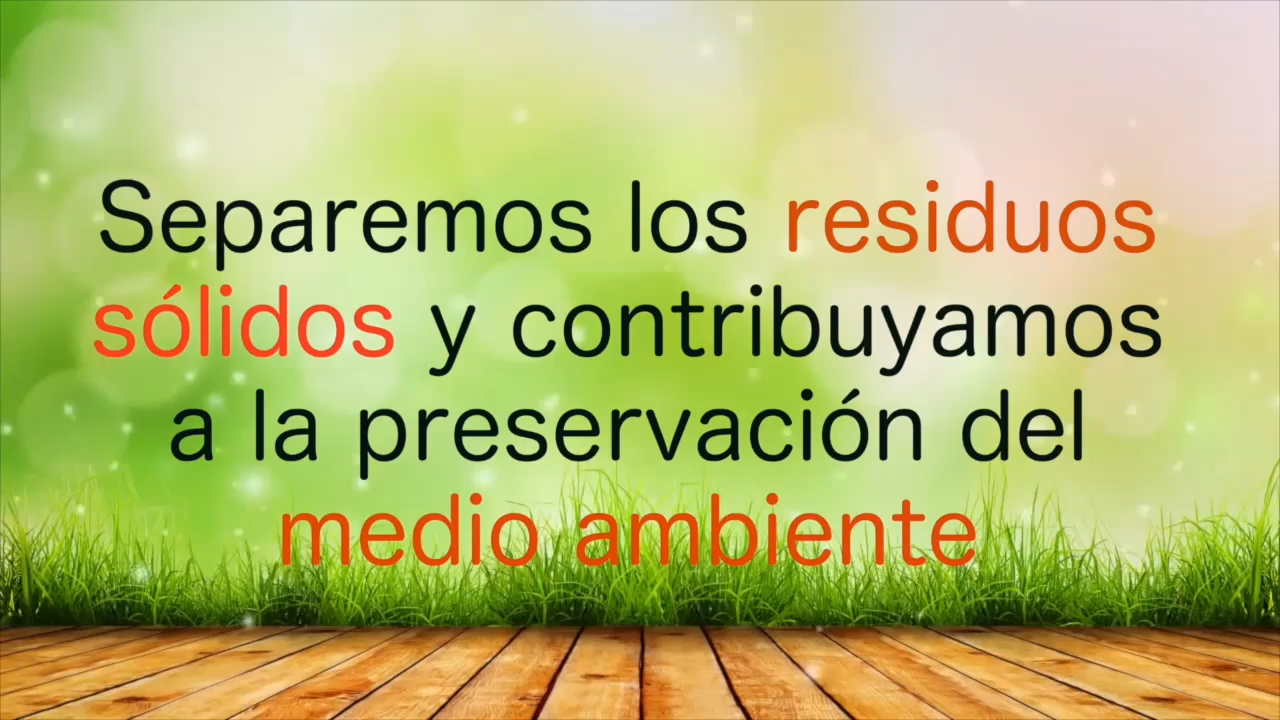 Separemos los residuos
sólidos y contribuyamos
a la preservación del
medio ambiente